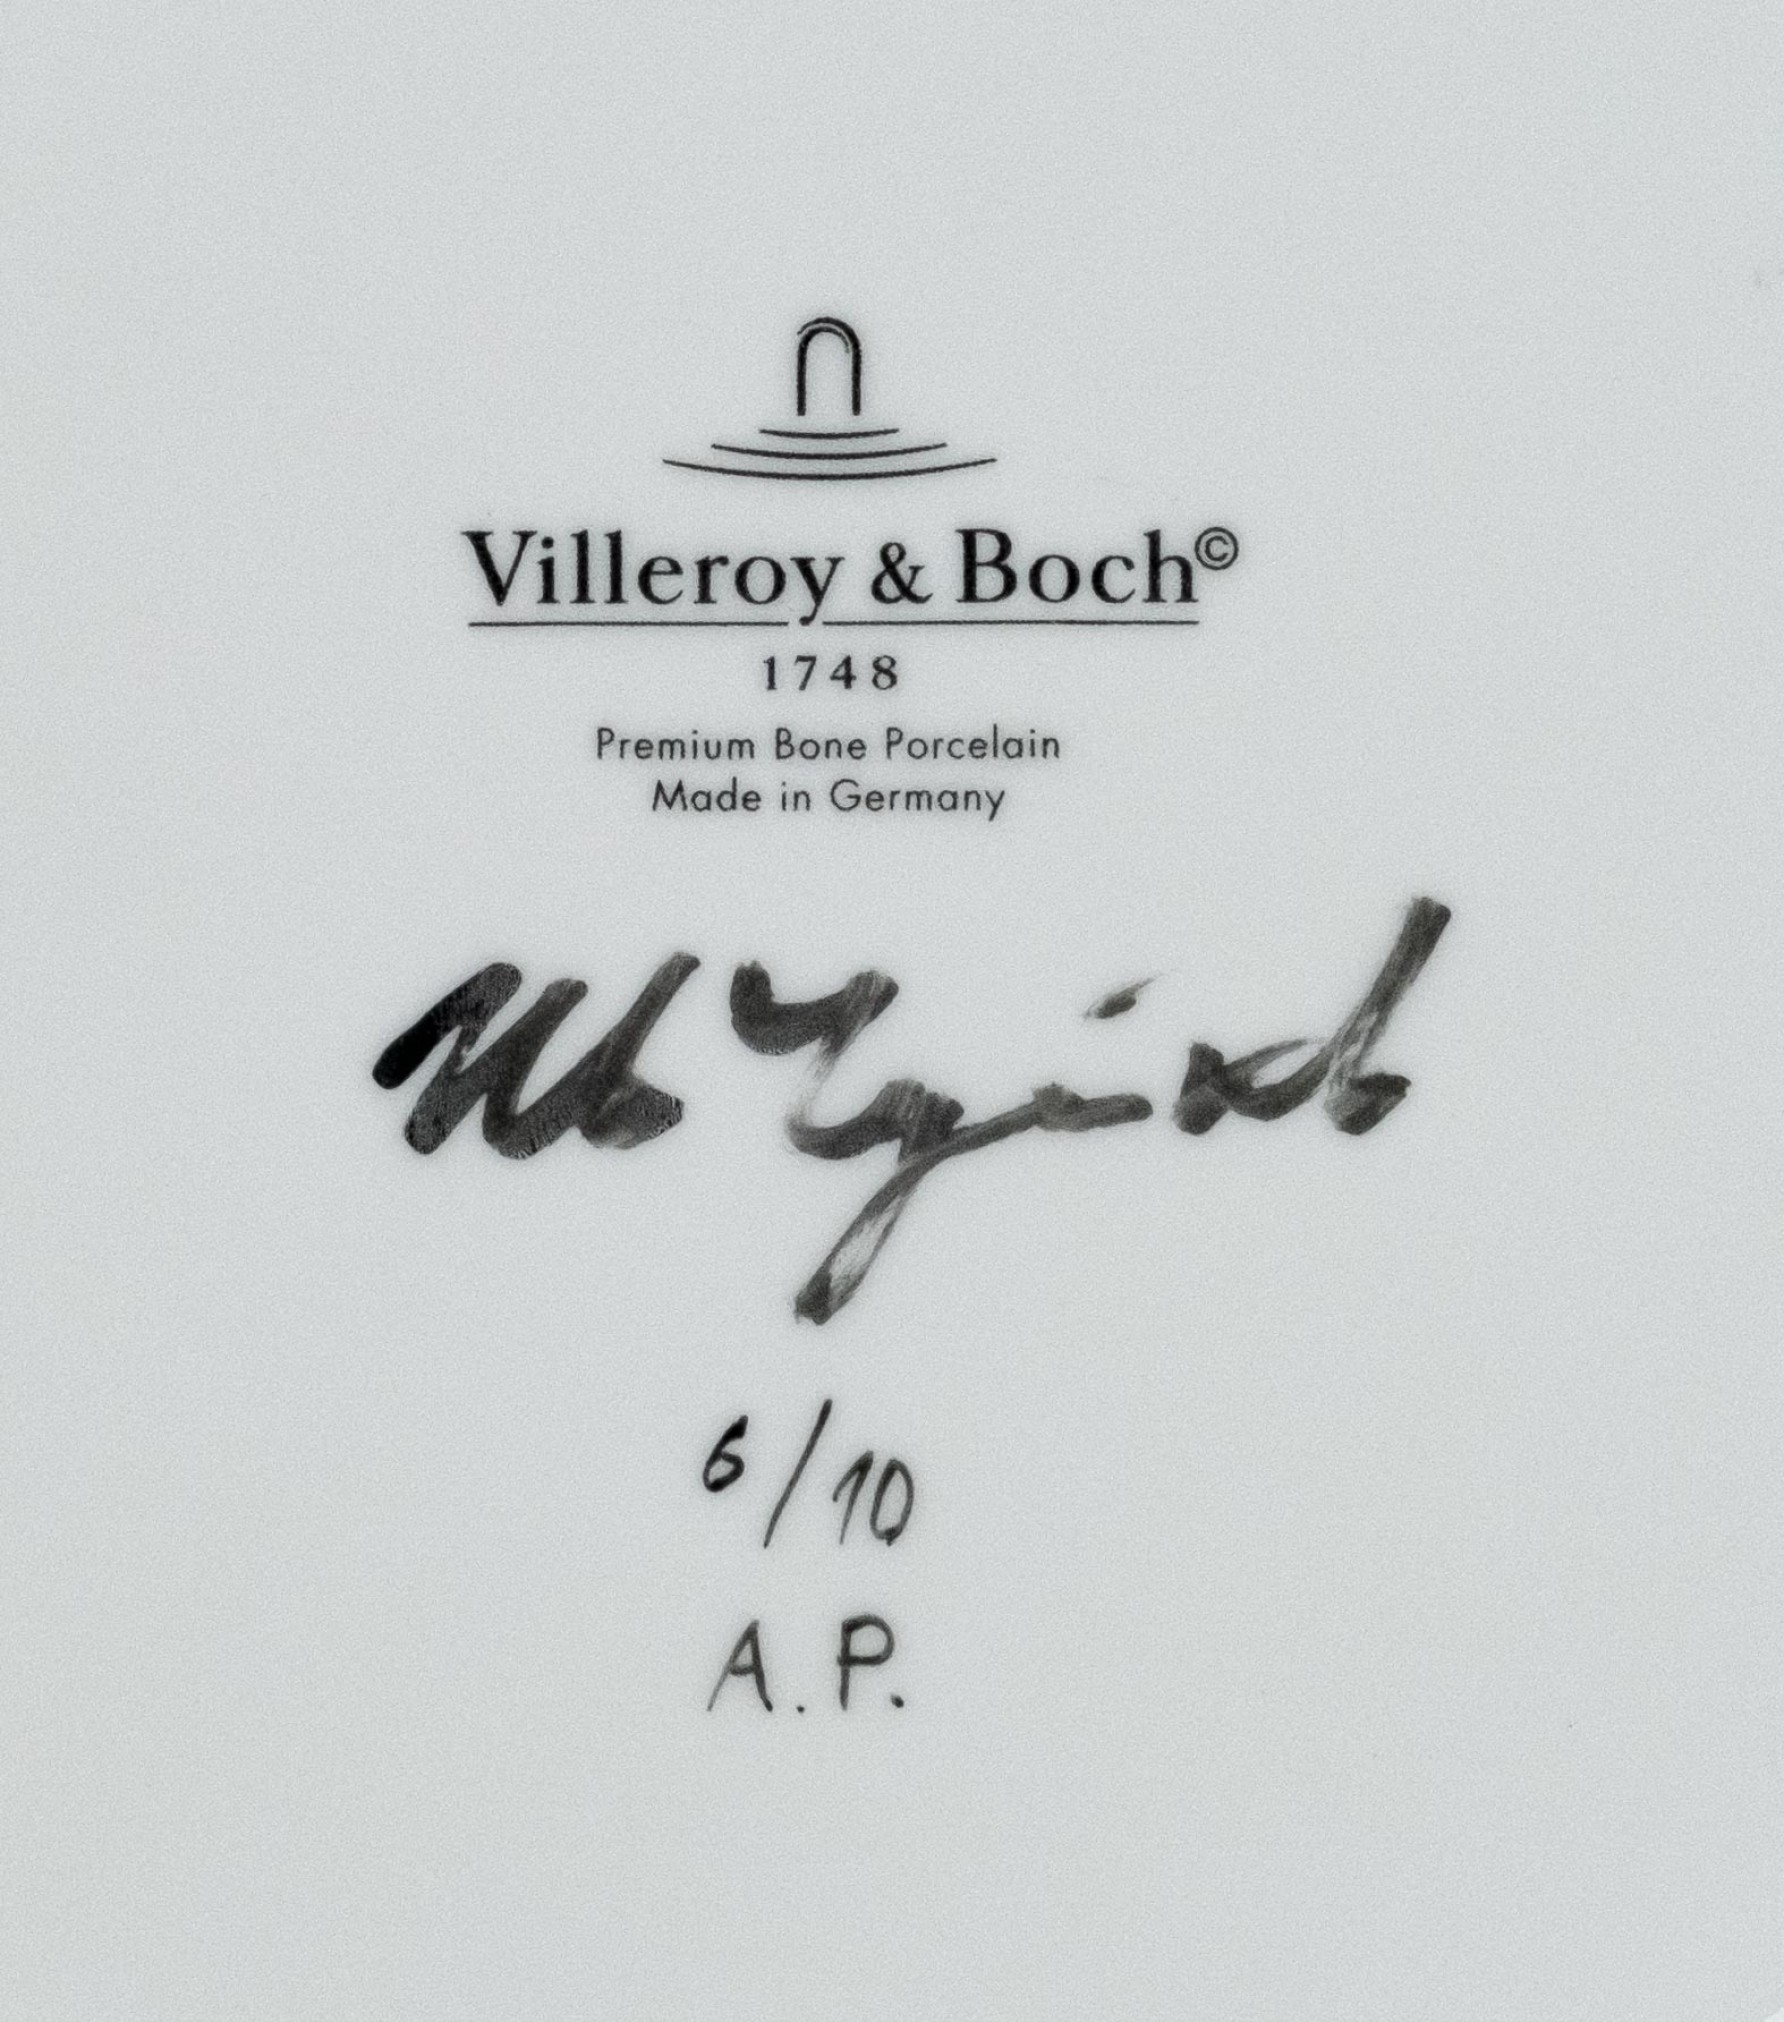 Villeroy & Boch©
1748
Premium Bone Porcelain
Made in Germany
6/10
A.P.